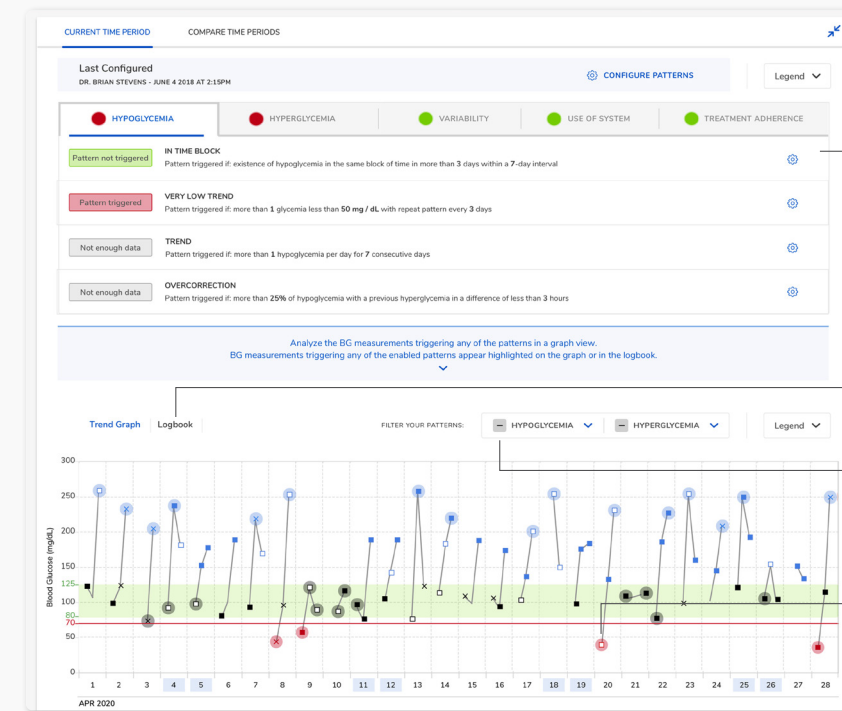 CURRENT TIME PERIOD COMPARE TIME PERIODS
Last Configured
DR. BRIAN STEVENS - JUNE 4 2018 AT 2:15PM
CONFIGURE PATTERNS
Legend
HYPOGLYCEMIA HYPERGLYCEMIA VARIABILITY USE OF SYSTEM TREATMENT ADHERENCE
Pattern not triggered
IN TIME BLOCK
Pattern triggered if: existence of hypoglycemia in the same block of time in more than 3 days within a 7-day interval
Pattern triggered
VERY LOW TREND
Pattern triggered if: more than 1 glycemia less than 50 mg / dL with repeat pattern every 3 days
Not enough data
TREND
Pattern triggered if: more than 1 hypoglycemia per day for 7 consecutive days
Not enough data
OVERCORRECTION
Pattern triggered if: more than 25% of hypoglycemia with a previous hyperglycemia in a difference of less than 3 hours
Analyze the BG measurements triggering any of the patterns in a graph view.
BG measurements triggering any of the enabled patterns appear highlighted on the graph or in the logbook.
Trend Graph Logbook FILTER YOUR PATTERNS: HYPOGLYCEMIA HYPERGLYCEMIA Legend
Blood Glucose (mg/dL)
300
250
200
150
125
100
80
70
50
0
1 2 3 4 5 6 7 8 9 10 11 12 13 14 15 16 17 18 19 20 21 22 23 24 25 26 27 28
APR 2020